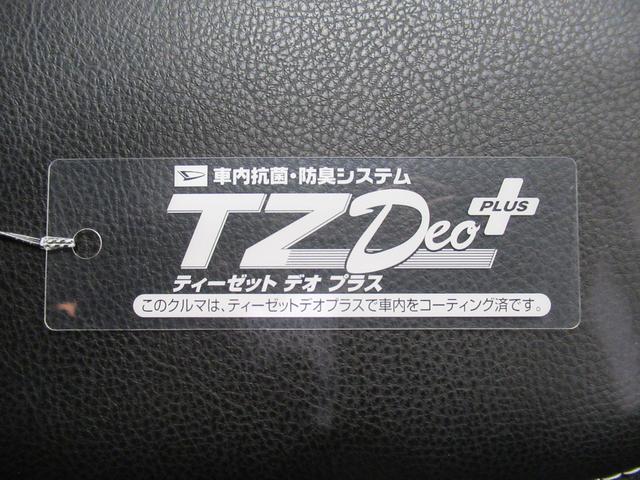 車内抗菌・防臭システム
TZ Deo PLUS
ティーゼット デオ プラス
このクルマは、ティーゼットデオプラスで車内をコーティング済です。